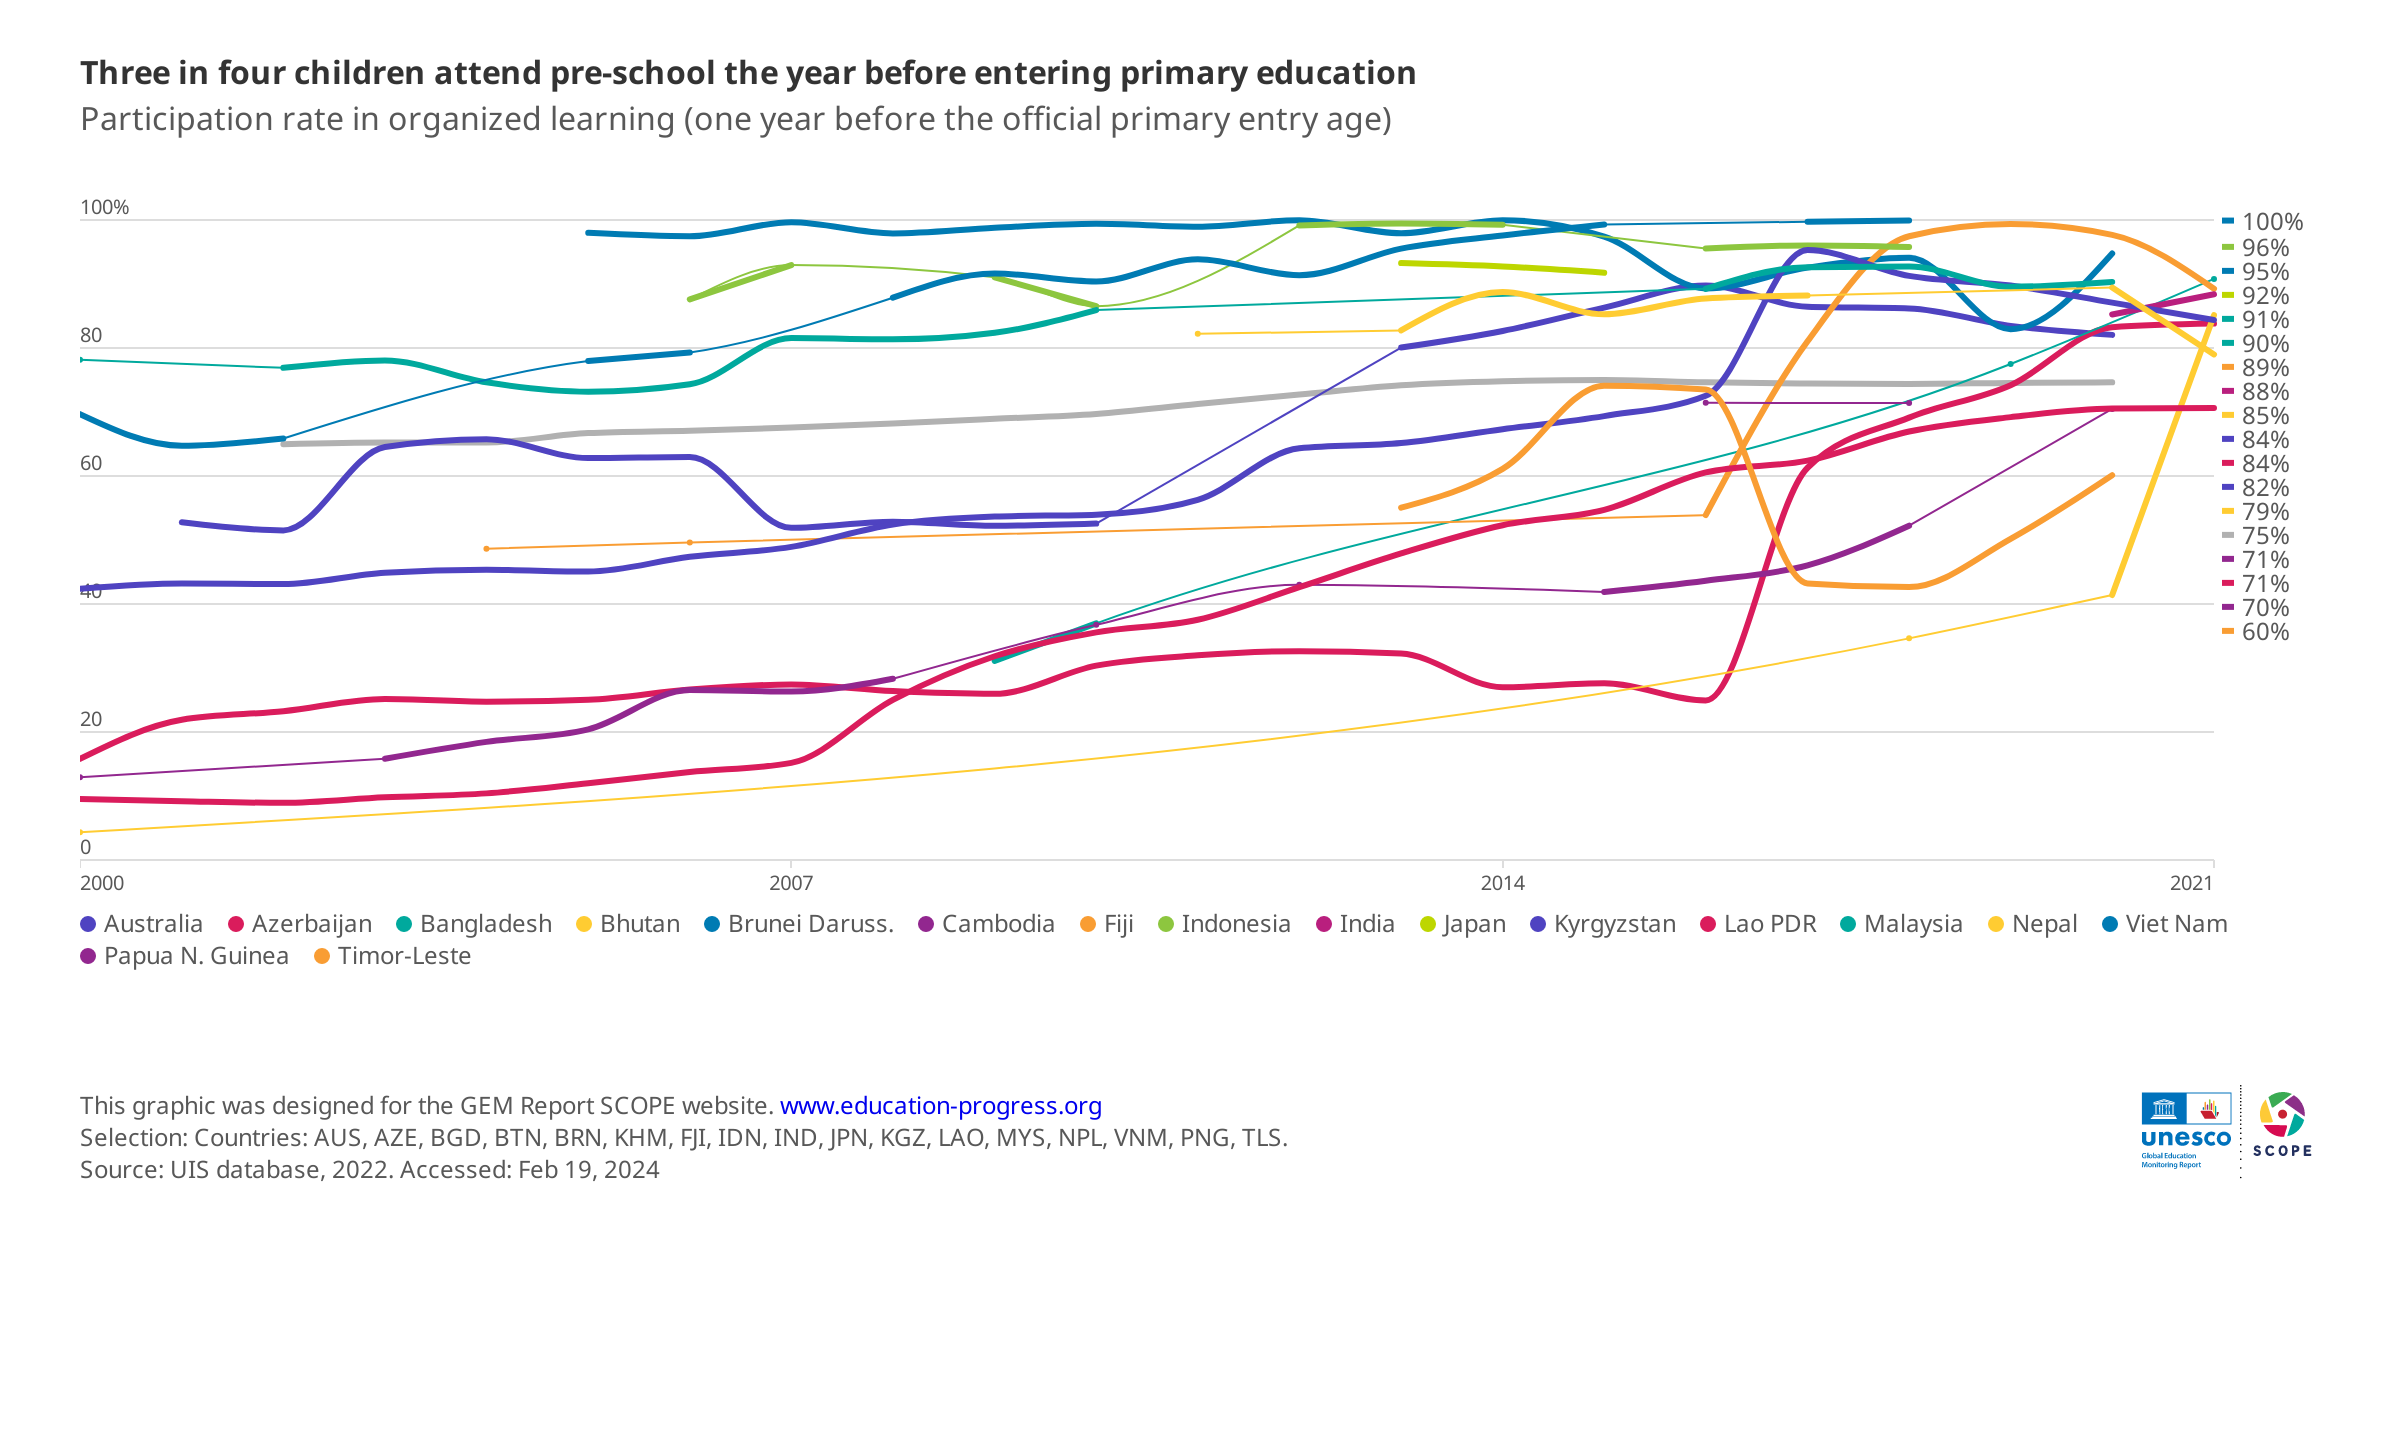 Three in four children attend pre-school the year before entering primary education
Participation rate in organized learning (one year before the official primary entry age)
100%
80
60
40
20
0
2000 2007 2014 2021
100%
96%
95%
92%
91%
90%
89%
88%
85%
84%
84%
82%
79%
75%
71%
71%
70%
60%
Australia Azerbaijan Bangladesh Bhutan Brunei Daruss. Cambodia Fiji Indonesia India Japan Kyrgyzstan Lao PDR Malaysia Nepal Viet Nam
Papua N. Guinea Timor-Leste
This graphic was designed for the GEM Report SCOPE website. www.education-progress.org
Selection: Countries: AUS, AZE, BGD, BTN, BRN, KHM, FJI, IDN, IND, JPN, KGZ, LAO, MYS, NPL, VNM, PNG, TLS.
Source: UIS database, 2022. Accessed: Feb 19, 2024
unesco
Global Education
Monitoring Report
SCOPE